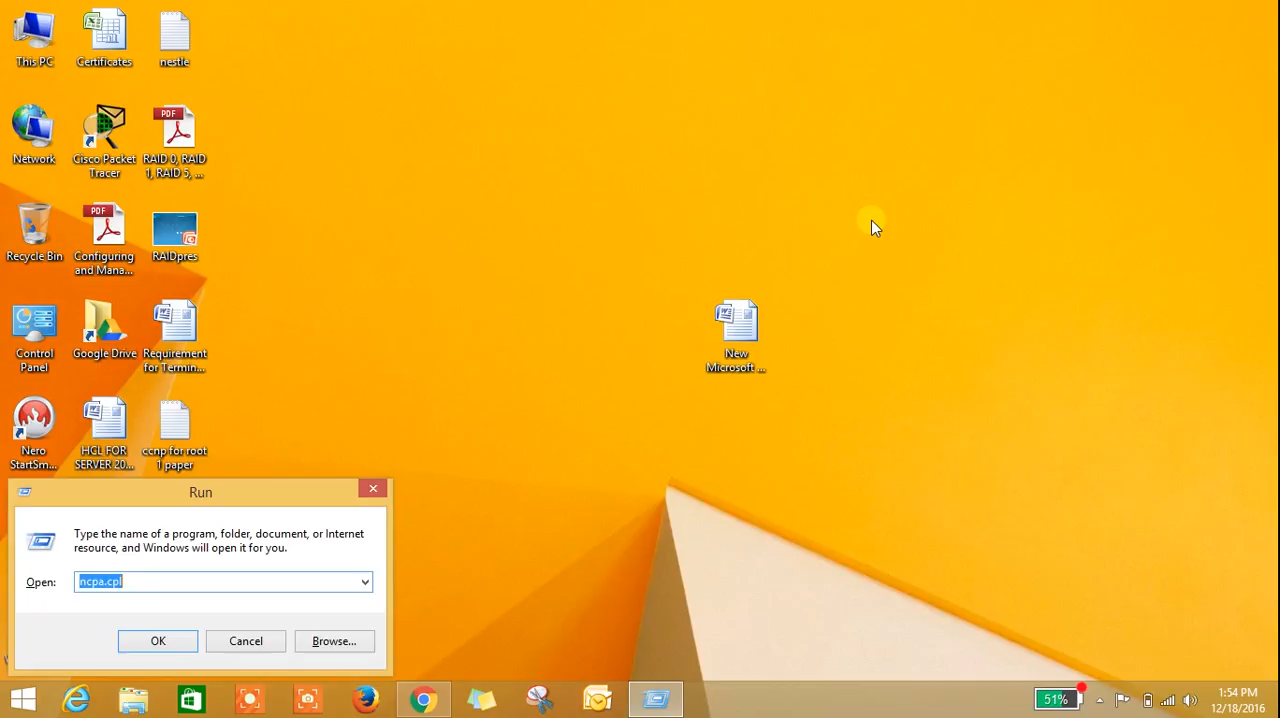 This PC
Certificates
nestle
PDF
Network
Cisco Packet
Tracer
RAID 0, RAID
1, RAID 5, ...
PDF
Recycle Bin
Configuring
and Mana...
RAIDpres
Control
Panel
Google Drive
Requirement
for Termin...
New
Microsoft ...
Nero
StartSm...
HCL FOR
SERVER 20...
ccnp for root
1 paper
Run
Type the name of a program, folder, document, or Internet
resource, and Windows will open it for you.
Open:
ncpa.cpl
OK
Cancel
Browse...
51%
1:54 PM
12/18/2016